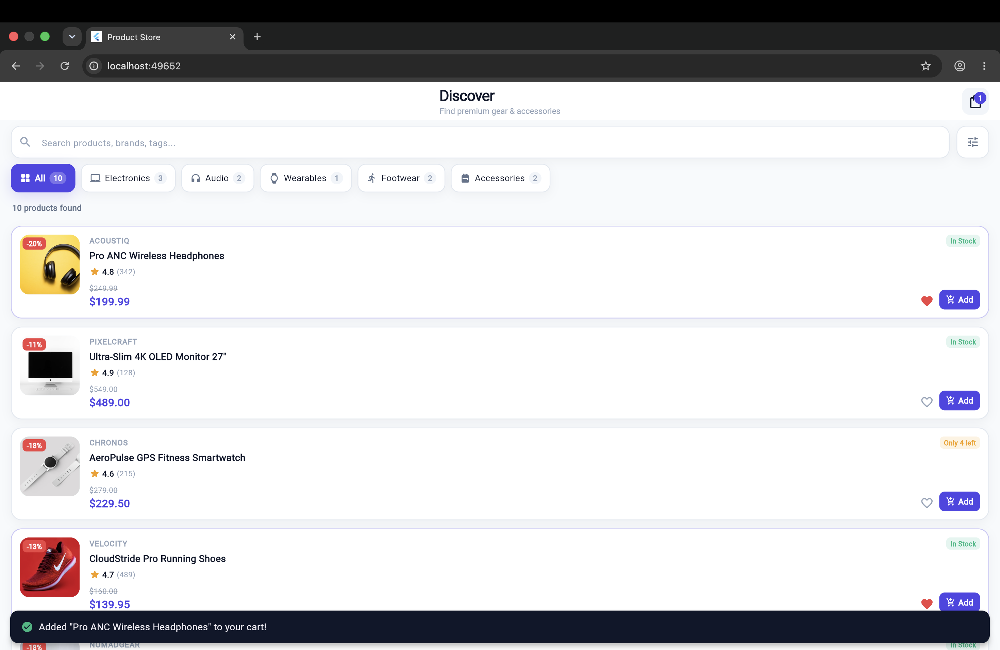 Product Store
localhost:49652
Discover
Find premium gear & accessories
1
Search products, brands, tags...
All 10
Electronics 3
Audio 2
Wearables 1
Footwear 2
Accessories 2
10 products found
-20%
ACOUSTIQ
In Stock
Pro ANC Wireless Headphones
4.8 (342)
$249.99
$199.99
Add
-11%
PIXELCRAFT
In Stock
Ultra-Slim 4K OLED Monitor 27"
4.9 (128)
$549.00
$489.00
Add
-18%
CHRONOS
Only 4 left
AeroPulse GPS Fitness Smartwatch
4.6 (215)
$279.00
$229.50
Add
-13%
VELOCITY
In Stock
CloudStride Pro Running Shoes
4.7 (489)
$160.00
$139.95
Add
Added "Pro ANC Wireless Headphones" to your cart!
-18%
NOMADGEAR
In Stock